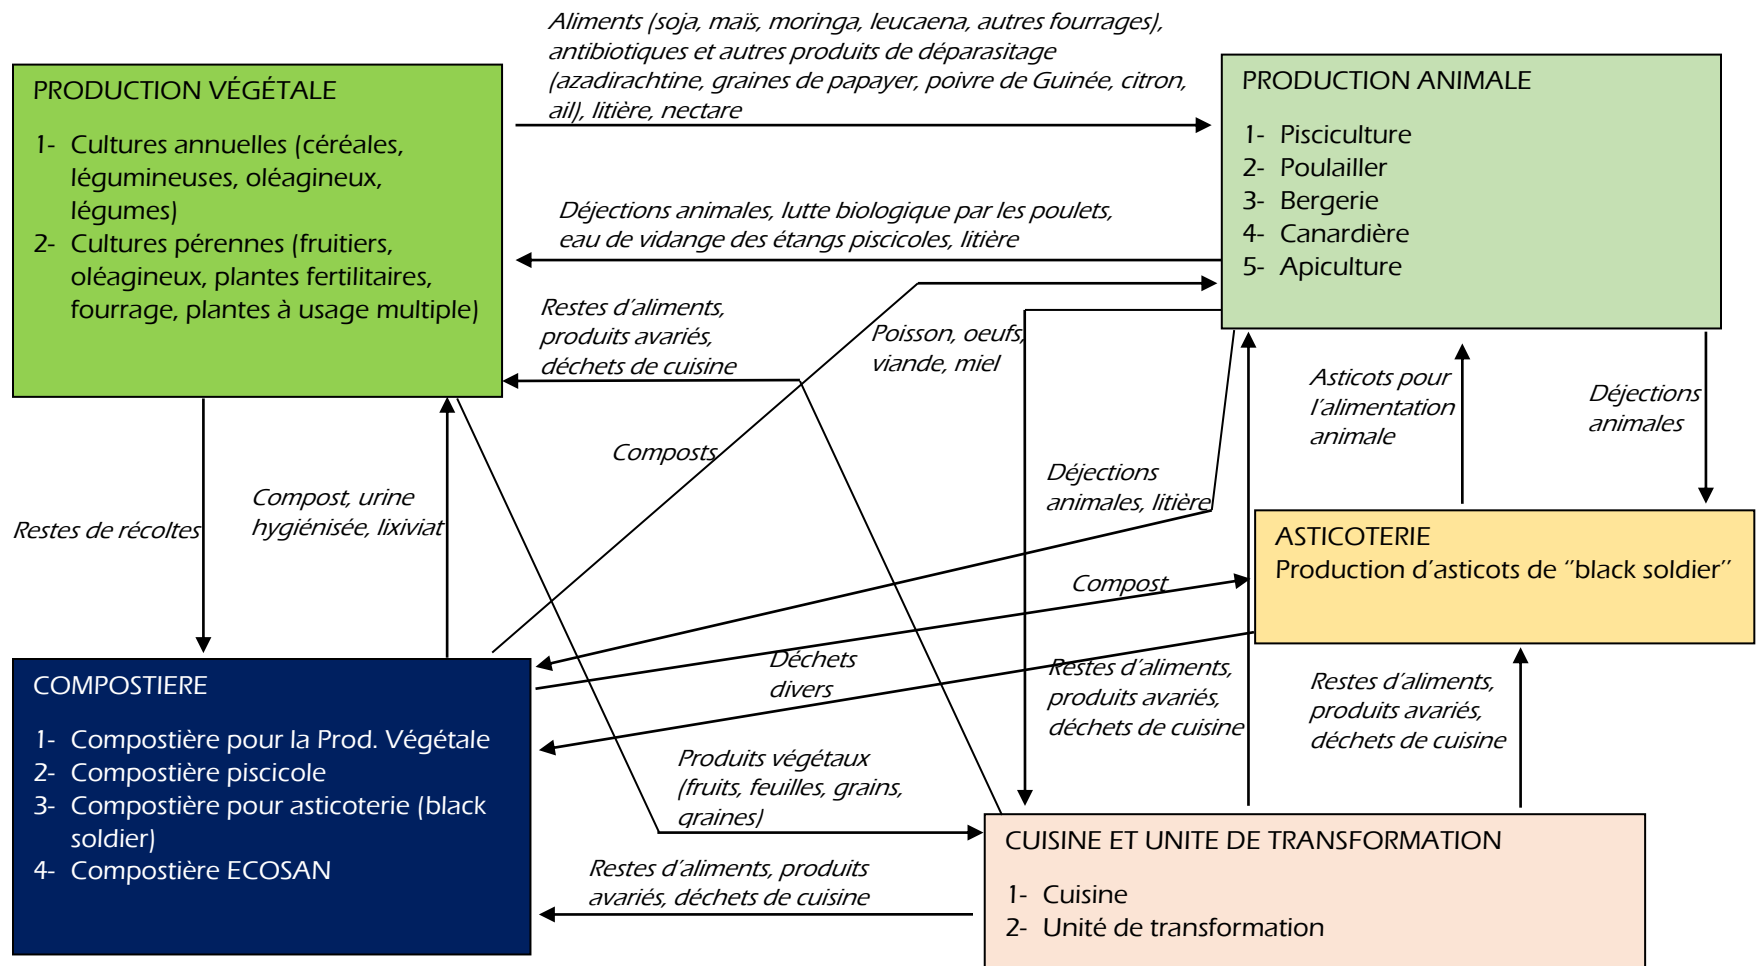 Aliments (soja, maïs, moringa, leucaena, autres fourrages),
antibiotiques et autres produits de déparasitage
(azadirachtine, graines de papayer, poivre de Guinée, citron,
ail), litière, nectare
PRODUCTION VÉGÉTALE
1- Cultures annuelles (céréales,
légumineuses, oléagineux,
légumes)
2- Cultures pérennes (fruitiers,
oléagineux, plantes fertilitaires,
fourrage, plantes à usage multiple)
PRODUCTION ANIMALE
1- Pisciculture
2- Poulailler
3- Bergerie
4- Canardière
5- Apiculture
Déjections animales, lutte biologique par les poulets,
eau de vidange des étangs piscicoles, litière
Restes d'aliments,
produits avariés,
déchets de cuisine
Poisson, oeufs,
viande, miel
Asticots pour
l'alimentation
animale
Déjections
animales
Composts
Déjections
animales, litière
Compost, urine
hygiénisée, lixiviat
Restes de récoltes
ASTICOTERIE
Production d'asticots de ''black soldier''
Compost
Déchets
divers
Restes d'aliments,
produits avariés,
déchets de cuisine
Restes d'aliments,
produits avariés,
déchets de cuisine
COMPOSTIERE
1- Compostière pour la Prod. Végétale
2- Compostière piscicole
3- Compostière pour asticoterie (black
soldier)
4- Compostière ECOSAN
Produits végétaux
(fruits, feuilles, grains,
graines)
Restes d'aliments, produits
avariés, déchets de cuisine
CUISINE ET UNITE DE TRANSFORMATION
1- Cuisine
2- Unité de transformation